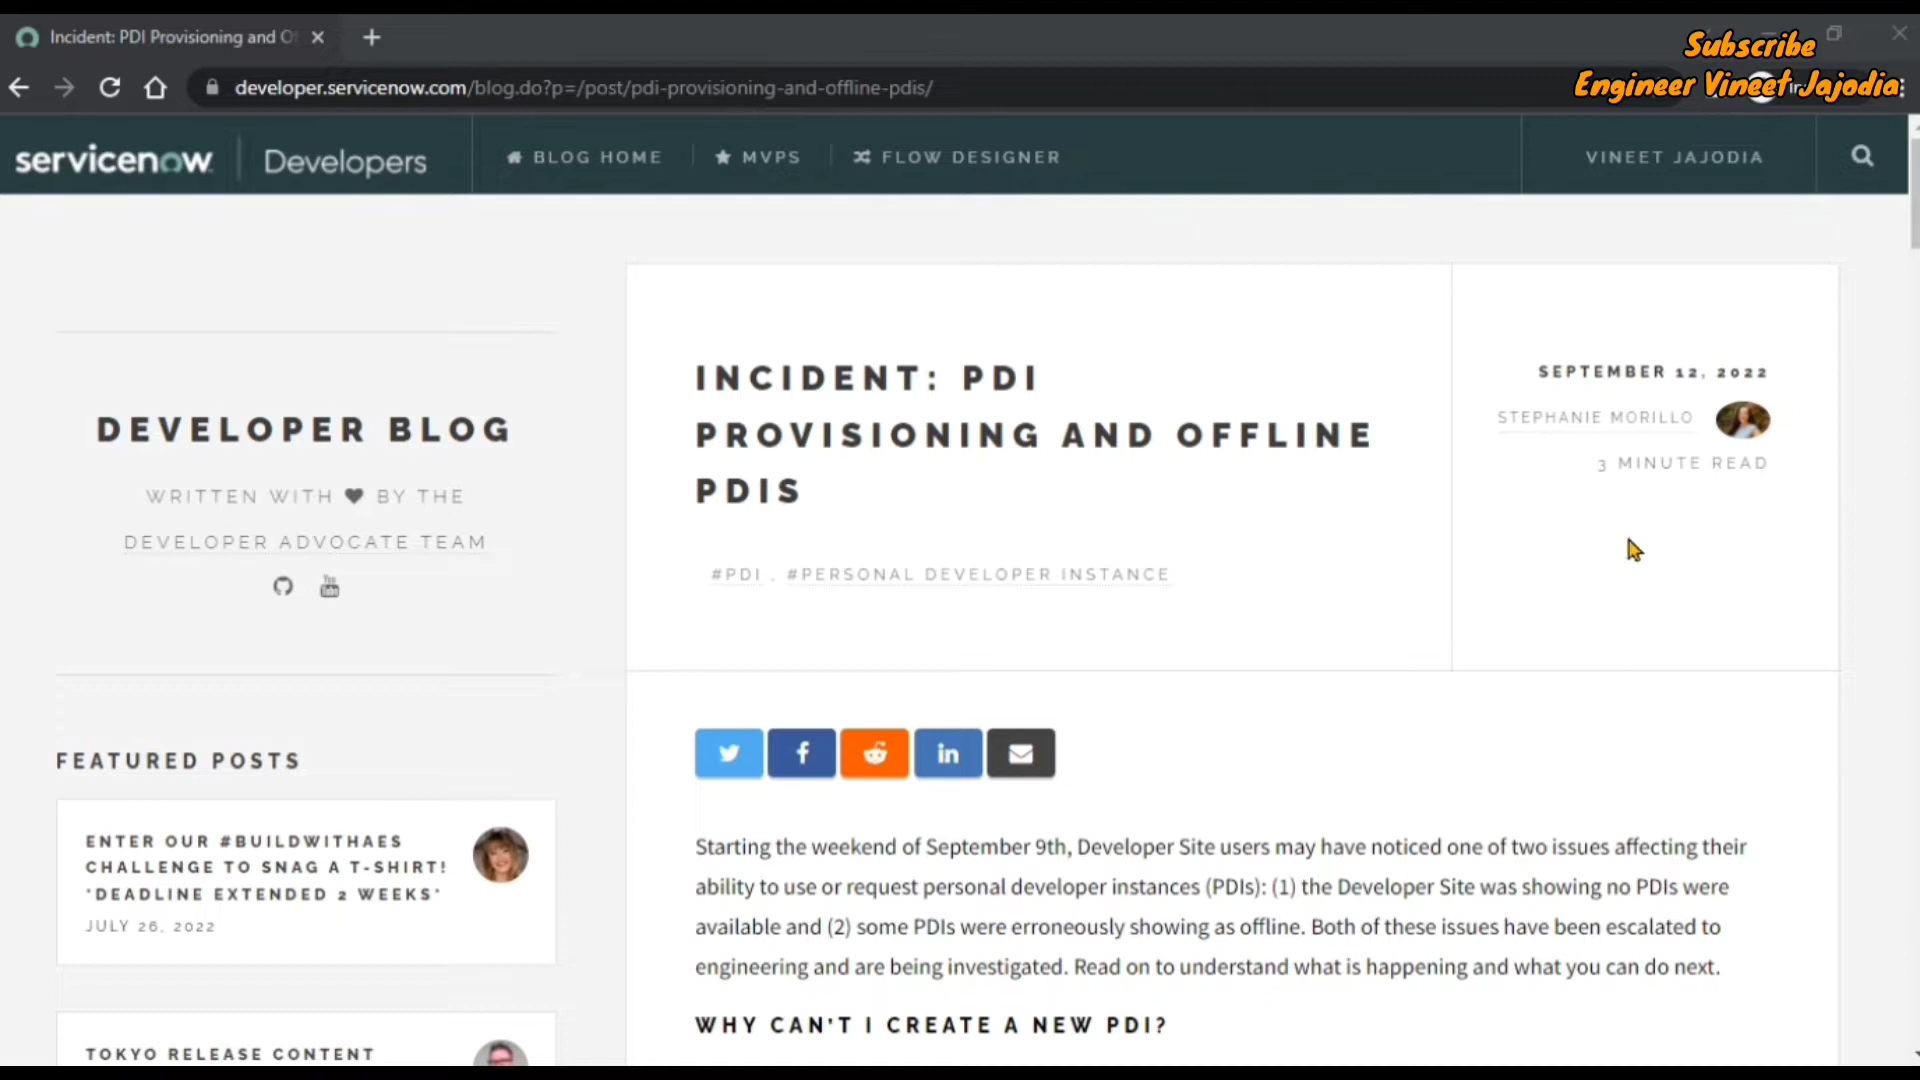 Incident: PDI Provisioning and O
Subscribe
Engineer Vineet Jajodia
developer.servicenow.com/blog.do?p=/post/pdi-provisioning-and-offline-pdis/
servicenow
Developers
BLOG HOME
MVPS
FLOW DESIGNER
VINEET JAJODIA
DEVELOPER BLOG
WRITTEN WITH ♥ BY THE
DEVELOPER ADVOCATE TEAM
You Tube
FEATURED POSTS
ENTER OUR #BUILDWITHAES
CHALLENGE TO SNAG A T-SHIRT!
*DEADLINE EXTENDED 2 WEEKS*
JULY 26, 2022
TOKYO RELEASE CONTENT
INCIDENT: PDI
PROVISIONING AND OFFLINE
PDIS
#PDI , #PERSONAL DEVELOPER INSTANCE
SEPTEMBER 12, 2022
STEPHANIE MORILLO
3 MINUTE READ
Starting the weekend of September 9th, Developer Site users may have noticed one of two issues affecting their
ability to use or request personal developer instances (PDIs): (1) the Developer Site was showing no PDIs were
available and (2) some PDIs were erroneously showing as offline. Both of these issues have been escalated to
engineering and are being investigated. Read on to understand what is happening and what you can do next.
WHY CAN'T I CREATE A NEW PDI?